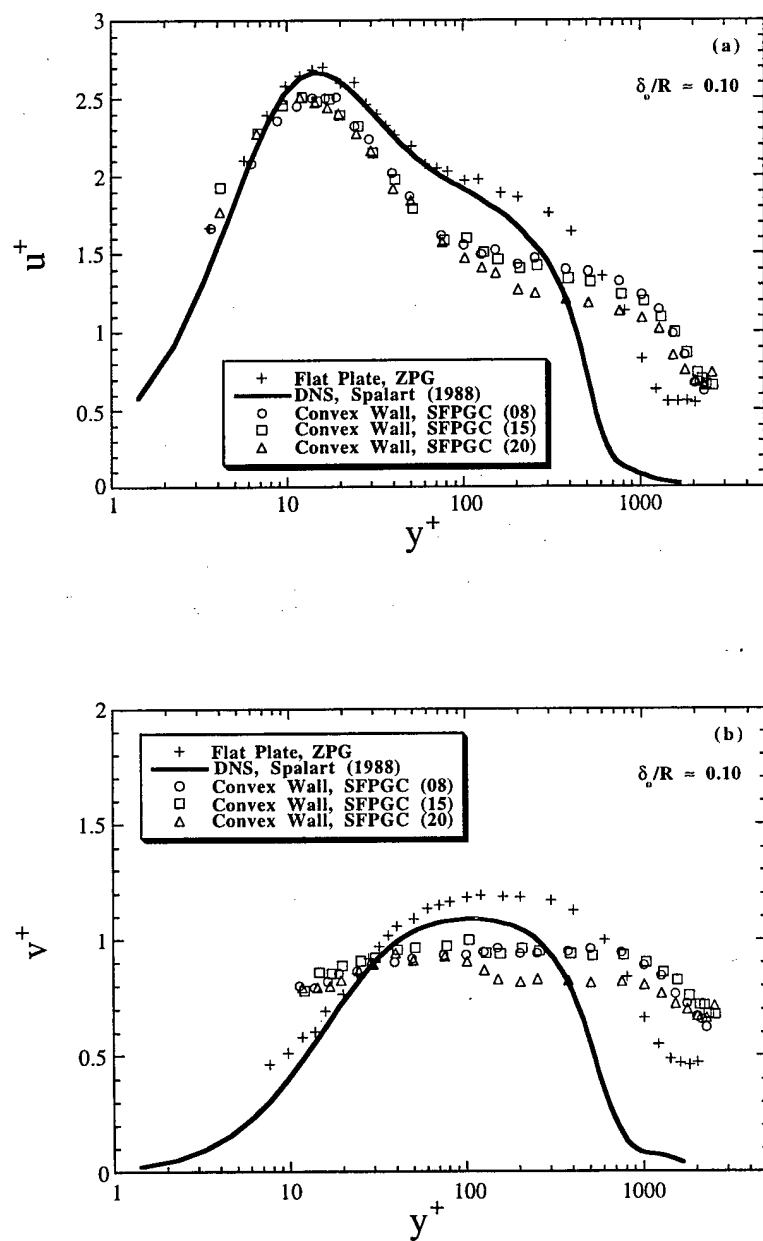 3
(a)
δ₀/R ≈ 0.10
2.5
2
u⁺
1.5
1
0.5
0
Flat Plate, ZPG
DNS, Spalart (1988)
Convex Wall, SFPGC (08)
Convex Wall, SFPGC (15)
Convex Wall, SFPGC (20)
1
10
100
1000
y⁺
2
(b)
δ₀/R ≈ 0.10
Flat Plate, ZPG
DNS, Spalart (1988)
Convex Wall, SFPGC (08)
Convex Wall, SFPGC (15)
Convex Wall, SFPGC (20)
1.5
v⁺
1
0.5
0
1
10
100
1000
y⁺